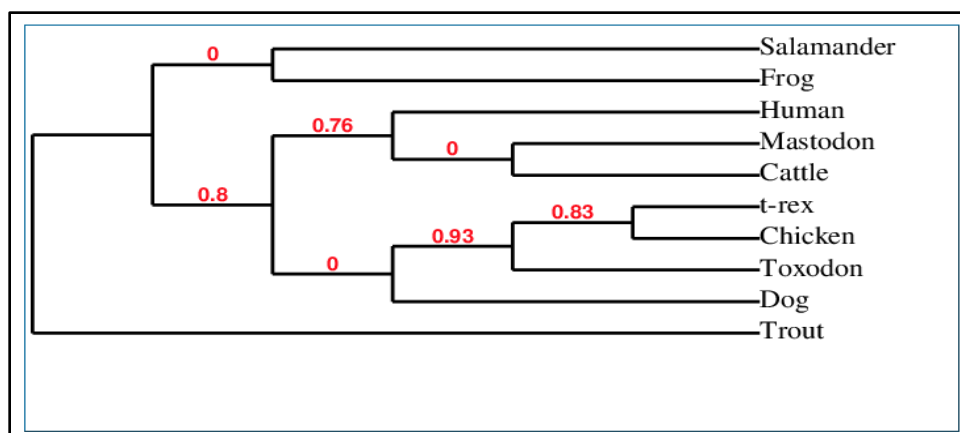 Salamander
0
Frog
Human
0.76
Mastodon
0
Cattle
0.8
t-rex
0.83
Chicken
0.93
Toxodon
0
Dog
Trout